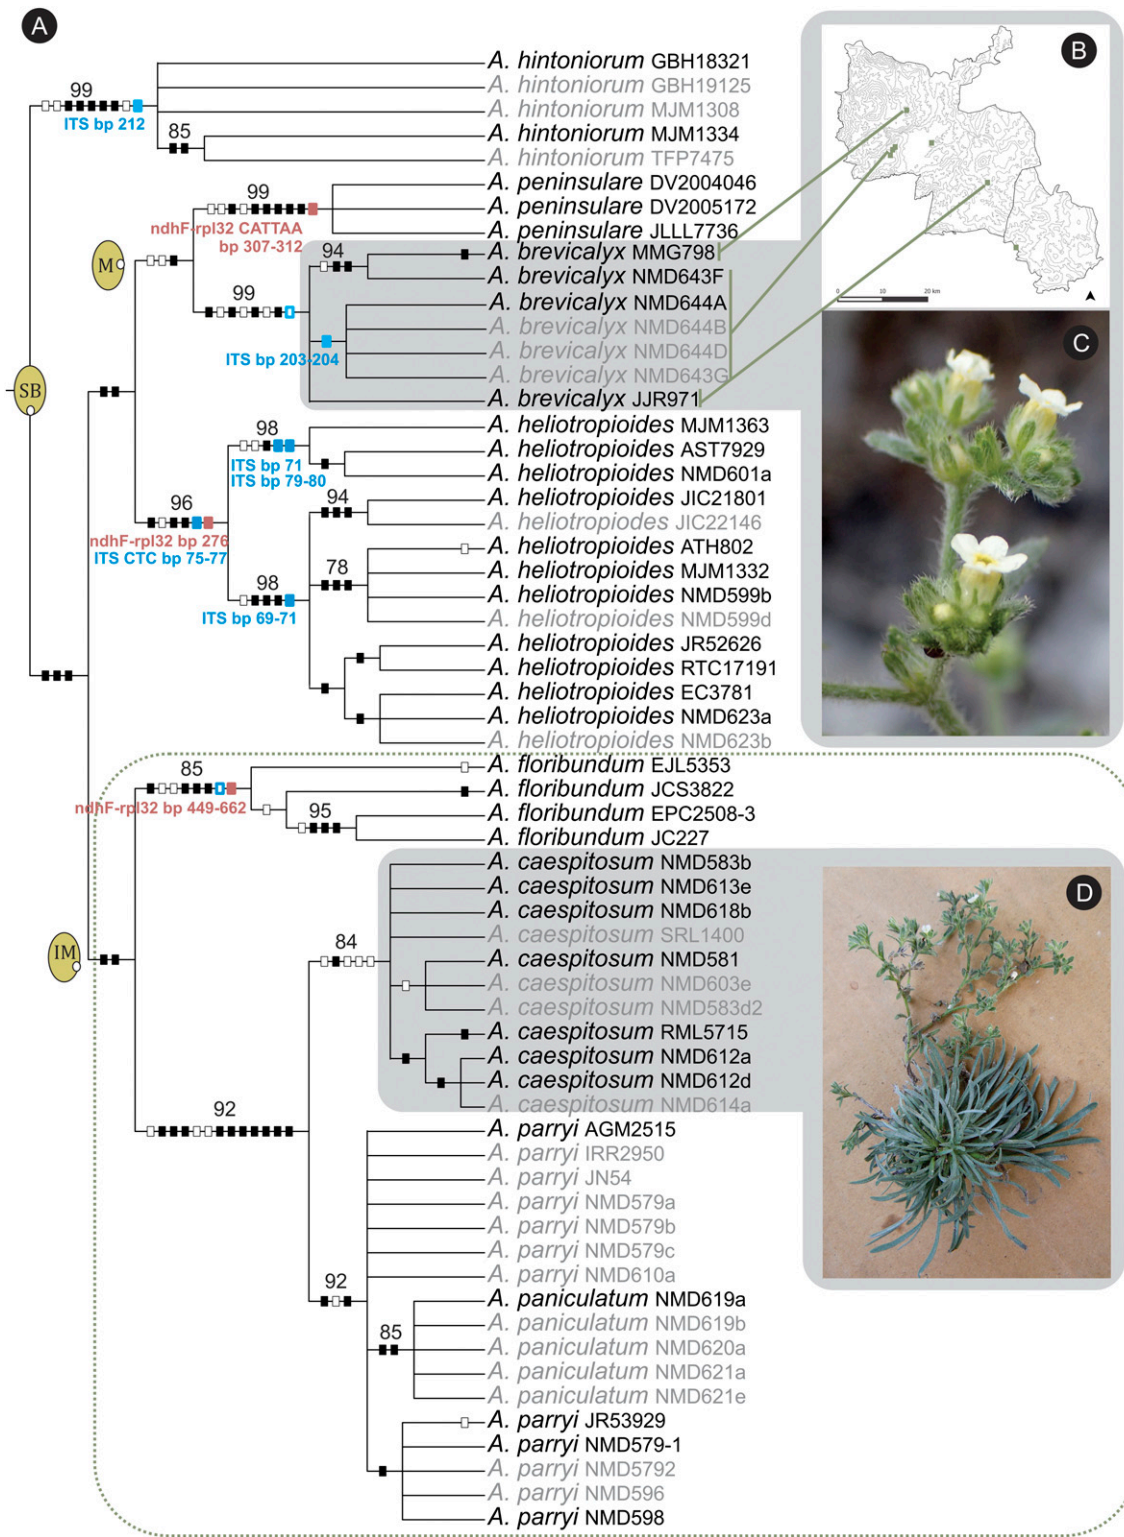 A
B
A. hintoniorum GBH18321
A. hintoniorum GBH19125
99
A. hintoniorum MJM1308
ITS bp 212
85
A. hintoniorum MJM1334
A. hintoniorum TFP7475
99
A. peninsulare DV2004046
A. peninsulare DV2005172
ndhF-rpl32 CATTAA
bp 307-312
A. peninsulare JLLL7736
M
94
A. brevicalyx MMG798
A. brevicalyx NMD643F
99
A. brevicalyx NMD644A
A. brevicalyx NMD644B
ITS bp 203-204
A. brevicalyx NMD644D
A. brevicalyx NMD643G
SB
A. brevicalyx JJR971
0 10 20 km
C
98
A. heliotropioides MJM1363
A. heliotropioides AST7929
ITS bp 71
ITS bp 79-80
A. heliotropioides NMD601a
96
94
A. heliotropioides JIC21801
A. heliotropiodes JIC22146
ndhF-rpl32 bp 276
ITS CTC bp 75-77
A. heliotropioides ATH802
78
A. heliotropioides MJM1332
98
A. heliotropioides NMD599b
ITS bp 69-71
A. heliotropioides NMD599d
A. heliotropioides JR52626
A. heliotropioides RTC17191
A. heliotropioides EC3781
A. heliotropioides NMD623a
A. heliotropioides NMD623b
85
A. floribundum EJL5353
A. floribundum JCS3822
ndhF-rpl32 bp 449-662
95
A. floribundum EPC2508-3
A. floribundum JC227
A. caespitosum NMD583b
A. caespitosum NMD613e
D
A. caespitosum NMD618b
A. caespitosum SRL1400
IM
84
A. caespitosum NMD581
A. caespitosum NMD603e
A. caespitosum NMD583d2
A. caespitosum RML5715
A. caespitosum NMD612a
A. caespitosum NMD612d
A. caespitosum NMD614a
92
A. parryi AGM2515
A. parryi IRR2950
A. parryi JN54
A. parryi NMD579a
A. parryi NMD579b
A. parryi NMD579c
A. parryi NMD610a
92
A. paniculatum NMD619a
A. paniculatum NMD619b
85
A. paniculatum NMD620a
A. paniculatum NMD621a
A. paniculatum NMD621e
A. parryi JR53929
A. parryi NMD579-1
A. parryi NMD5792
A. parryi NMD596
A. parryi NMD598